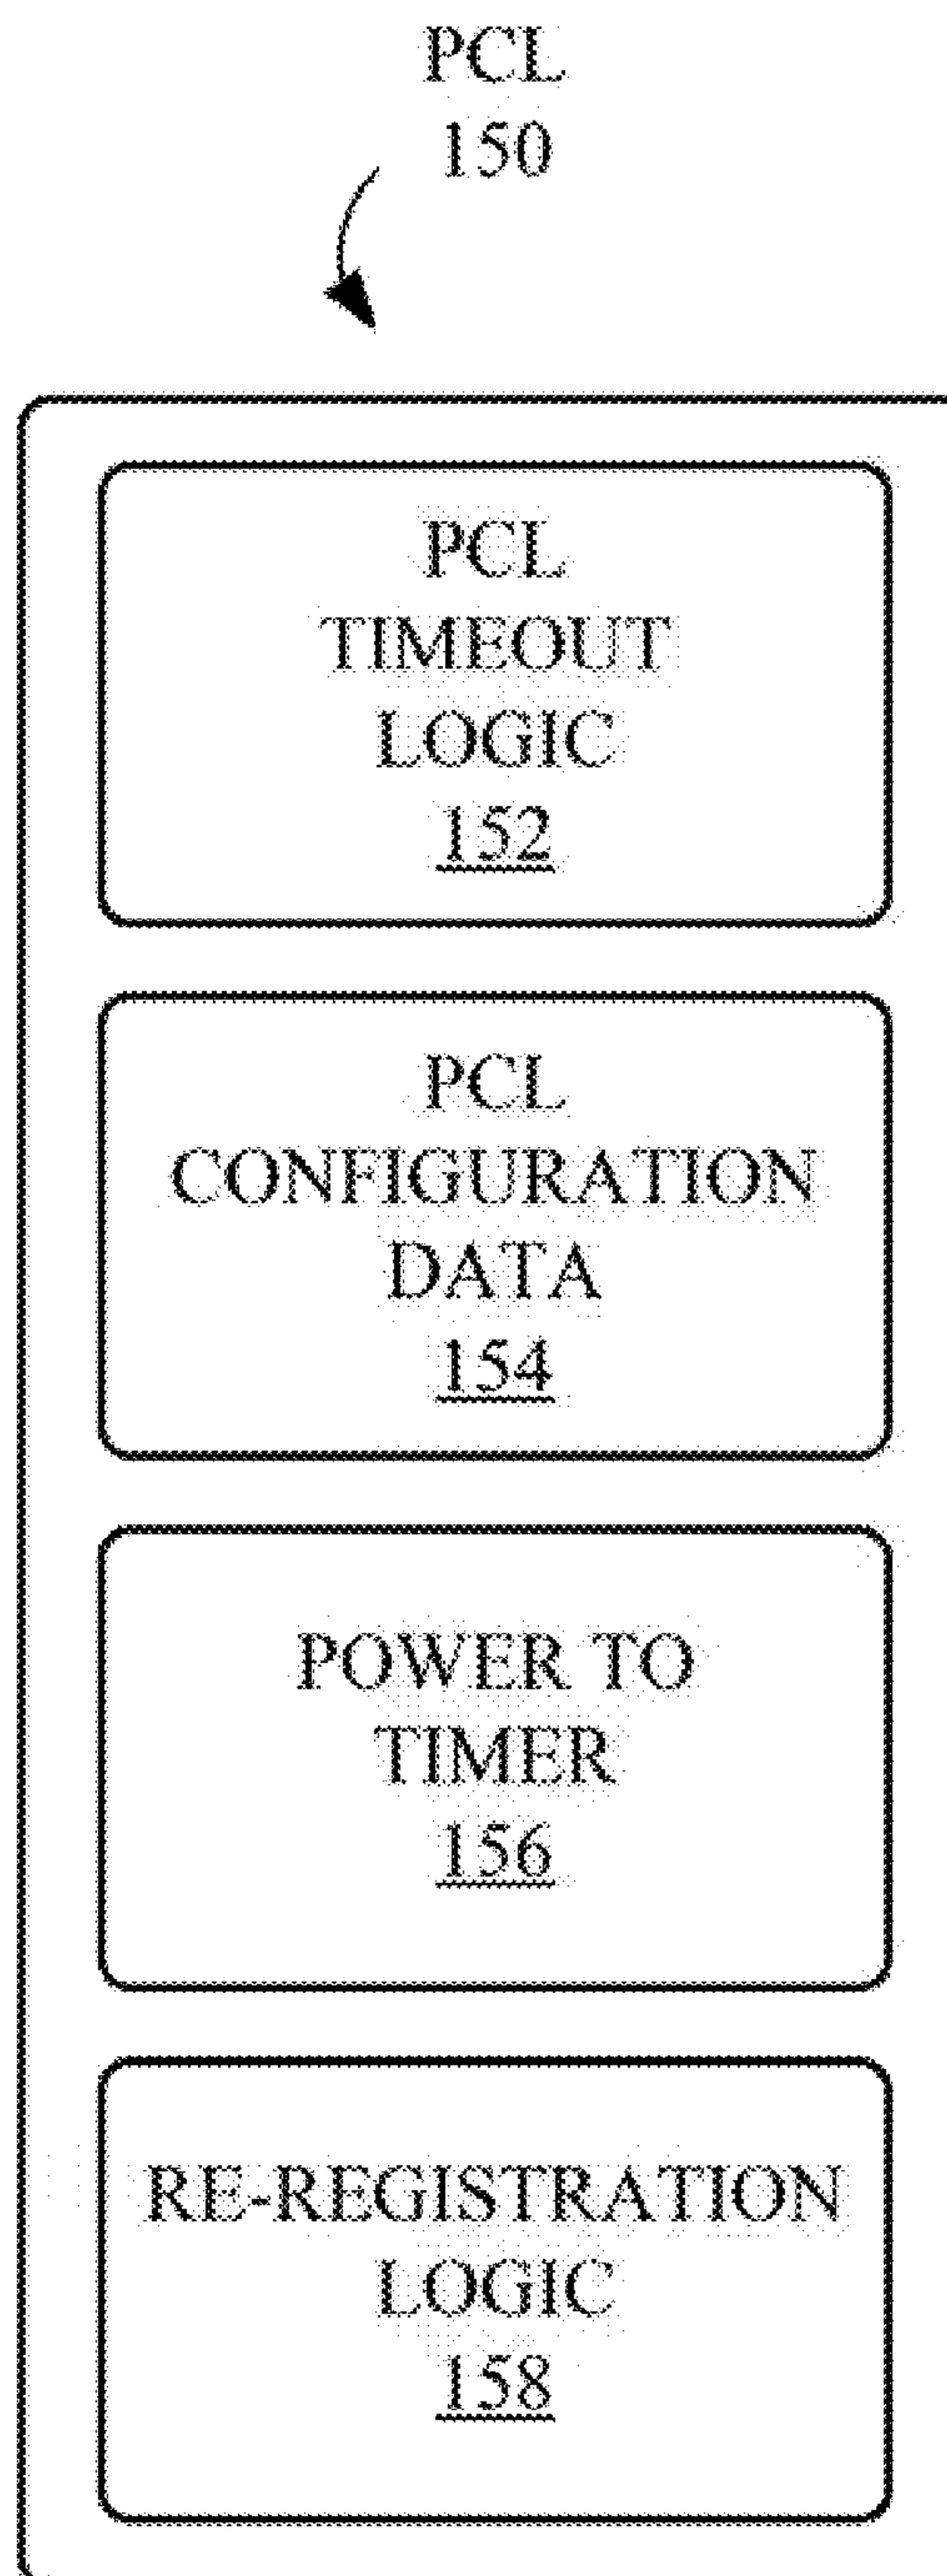 PCL
150
PCL
TIMEOUT
LOGIC
152
PCL
CONFIGURATION
DATA
154
POWER TO
TIMER
156
RE-REGISTRATION
LOGIC
158